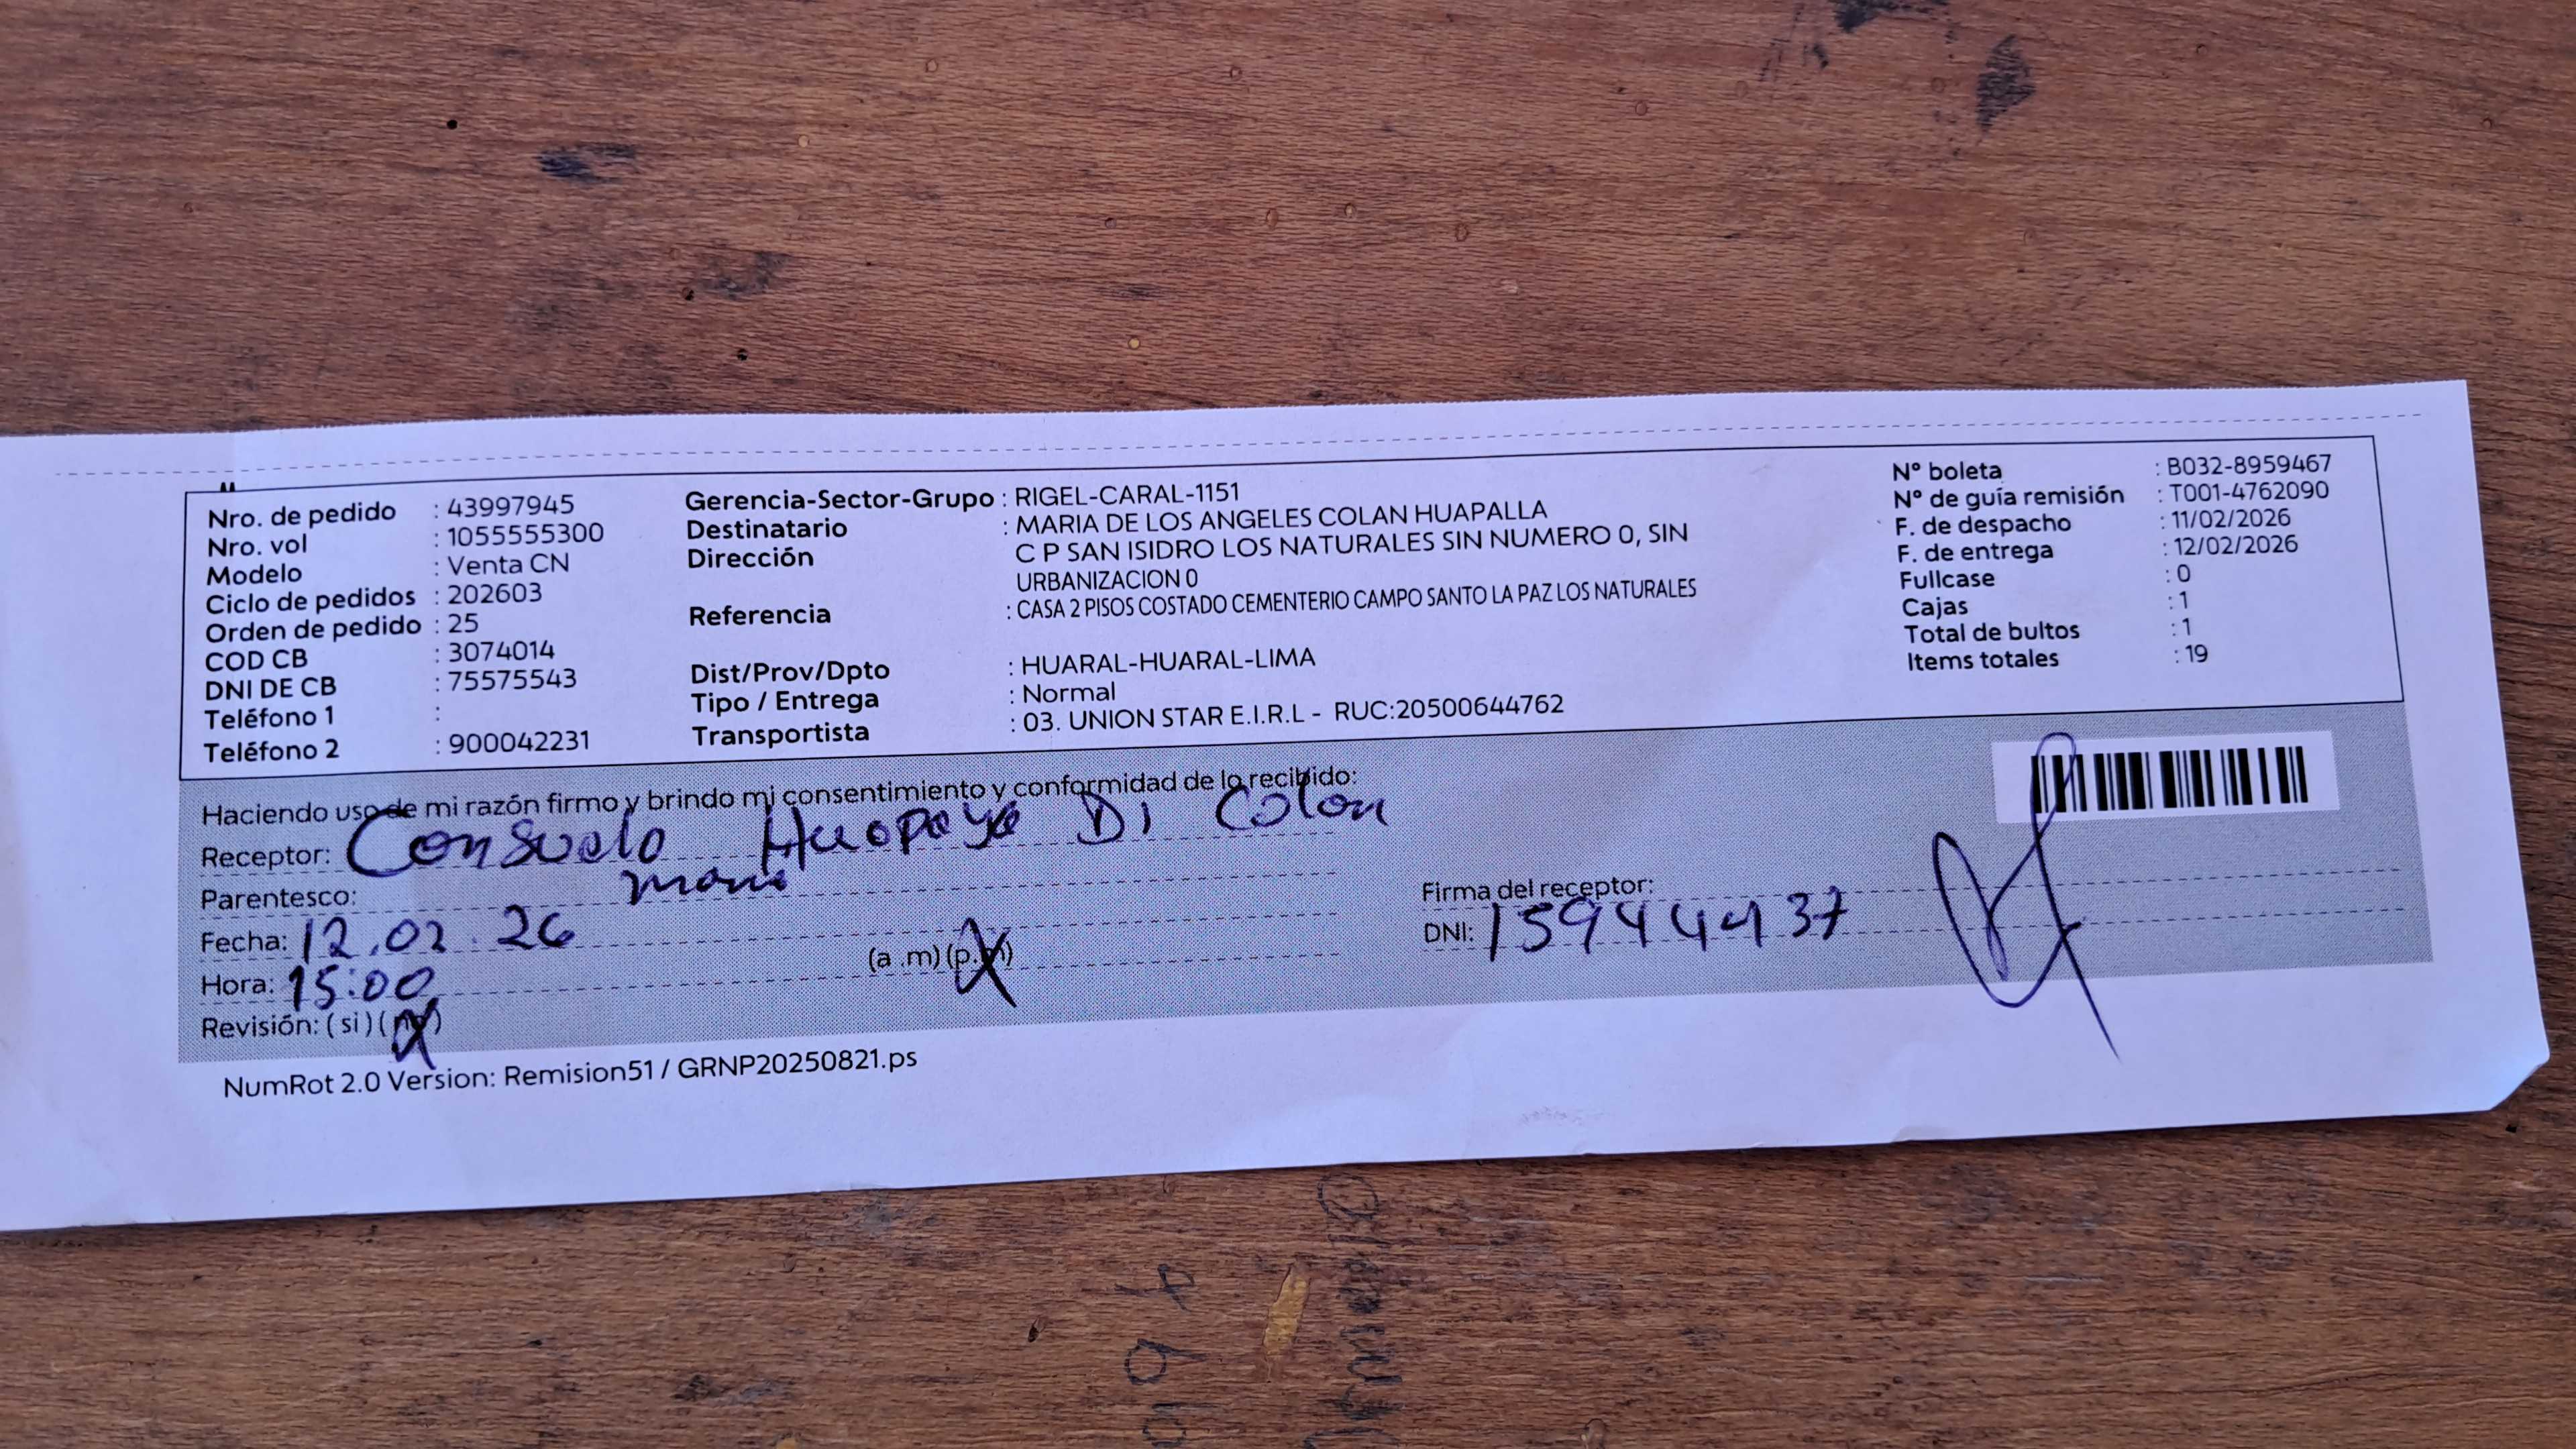 Nro. de pedido : 43997945
Nro. vol : 1055555300
Modelo : Venta CN
Ciclo de pedidos : 202603
Orden de pedido : 25
COD CB : 3074014
DNI DE CB : 75575543
Teléfono 1 :
Teléfono 2 : 900042231
Gerencia-Sector-Grupo : RIGEL-CARAL-1151
Destinatario : MARIA DE LOS ANGELES COLAN HUAPALLA
Dirección C P SAN ISIDRO LOS NATURALES SIN NUMERO 0, SIN
URBANIZACION 0
Referencia : CASA 2 PISOS COSTADO CEMENTERIO CAMPO SANTO LA PAZ LOS NATURALES
Dist/Prov/Dpto : HUARAL-HUARAL-LIMA
Tipo / Entrega : Normal
Transportista : 03. UNION STAR E.I.R.L - RUC:20500644762
N° boleta : B032-8959467
N° de guía remisión : T001-4762090
F. de despacho : 11/02/2026
F. de entrega : 12/02/2026
Fullcase : 0
Cajas : 1
Total de bultos : 1
Items totales : 19
Haciendo uso de mi razón firmo y brindo mi consentimiento y conformidad de lo recibido:
Receptor: Consuelo Huopaya Di Colon
Parentesco:
Fecha: 12.02.26
Hora: 15:00 (a .m) (p.m)
Revisión: ( si ) ( no )
Firma del receptor:
DNI: 15944437
NumRot 2.0 Version: Remision51 / GRNP20250821.ps